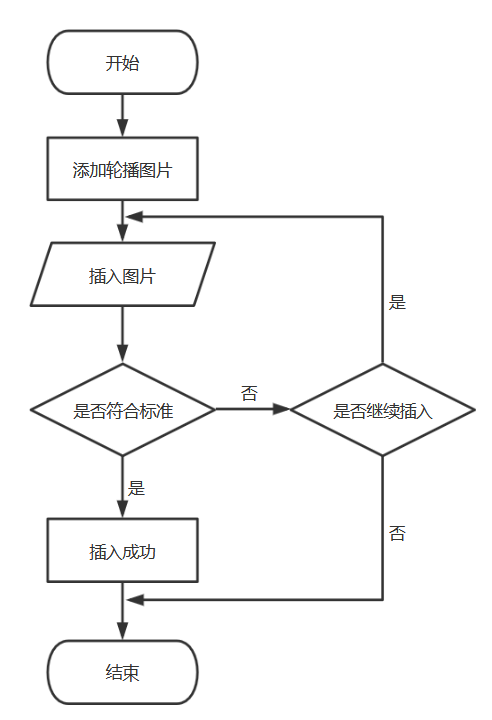 开始
添加轮播图片
插入图片
是
是否符合标准
否
是否继续插入
是
插入成功
否
结束